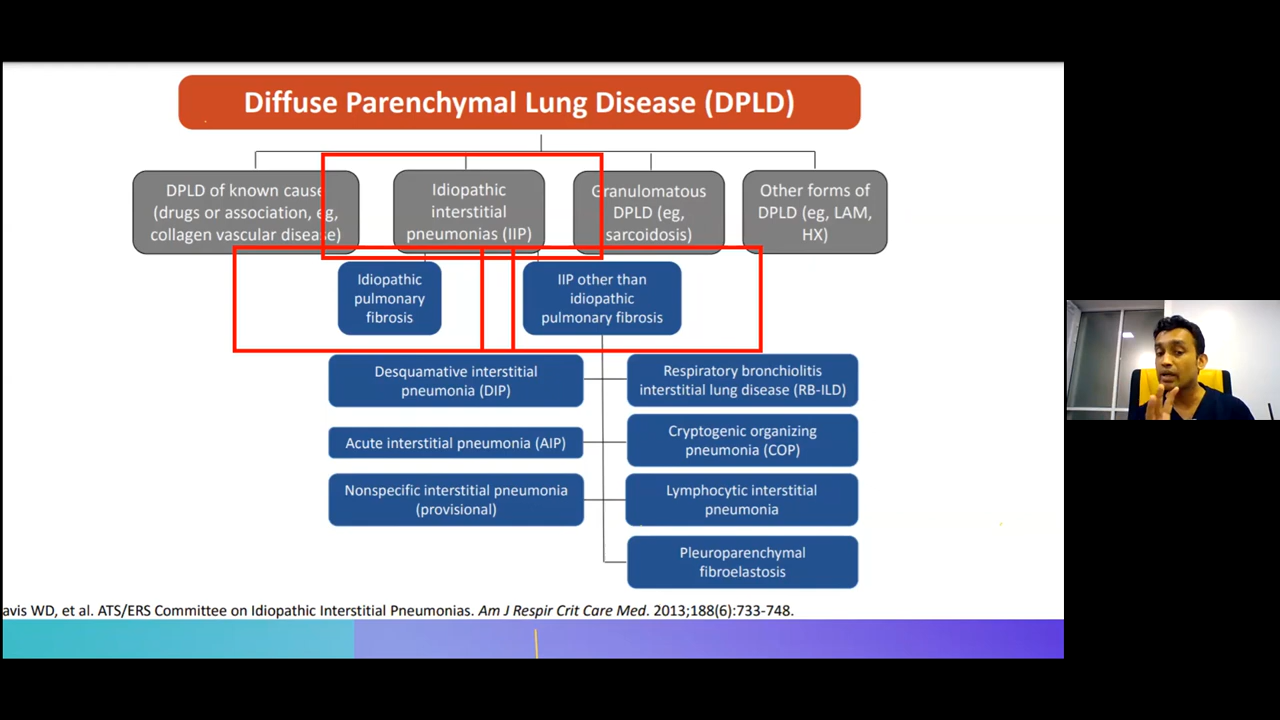 Diffuse Parenchymal Lung Disease (DPLD)
DPLD of known cause
(drugs or association, eg,
collagen vascular disease)
Idiopathic
interstitial
pneumonias (IIP)
Granulomatous
DPLD (eg,
sarcoidosis)
Other forms of
DPLD (eg, LAM,
HX)
Idiopathic
pulmonary
fibrosis
IIP other than
idiopathic
pulmonary fibrosis
Desquamative interstitial
pneumonia (DIP)
Respiratory bronchiolitis
interstitial lung disease (RB-ILD)
Acute interstitial pneumonia (AIP)
Cryptogenic organizing
pneumonia (COP)
Nonspecific interstitial pneumonia
(provisional)
Lymphocytic interstitial
pneumonia
Pleuroparenchymal
fibroelastosis
avis WD, et al. ATS/ERS Committee on Idiopathic Interstitial Pneumonias. Am J Respir Crit Care Med. 2013;188(6):733-748.